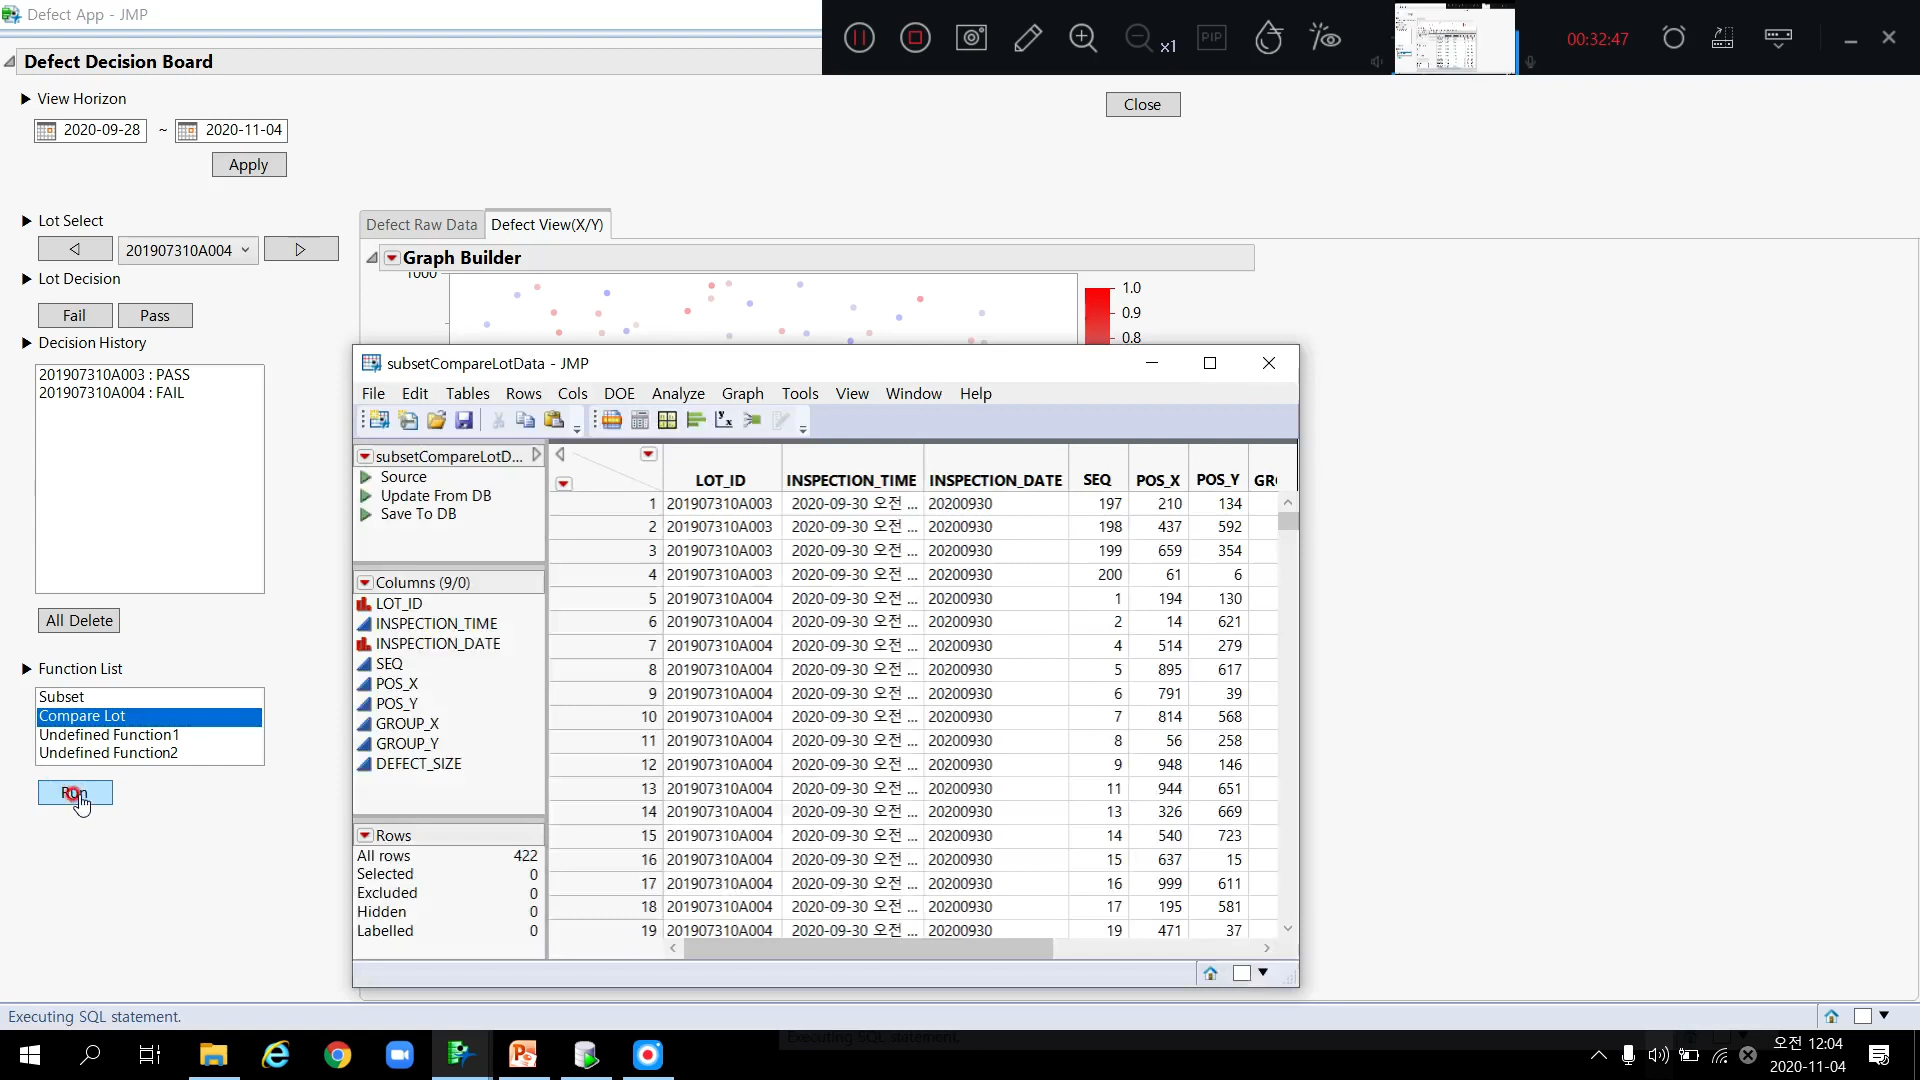 Defect App - JMP
x1
PIP
00:32:47
Defect Decision Board
View Horizon
2020-09-28 ~ 2020-11-04
Apply
Close
Lot Select
201907310A004
Lot Decision
Fail Pass
Decision History
201907310A003 : PASS
201907310A004 : FAIL
All Delete
Function List
Subset
Compare Lot
Undefined Function1
Undefined Function2
Run
Defect Raw Data Defect View(X/Y)
Graph Builder
1000
1.0
0.9
0.8
subsetCompareLotData - JMP
File Edit Tables Rows Cols DOE Analyze Graph Tools View Window Help
subsetCompareLotD...
Source
Update From DB
Save To DB
Columns (9/0)
LOT_ID
INSPECTION_TIME
INSPECTION_DATE
SEQ
POS_X
POS_Y
GROUP_X
GROUP_Y
DEFECT_SIZE
Rows
All rows 422
Selected 0
Excluded 0
Hidden 0
Labelled 0
LOT_ID INSPECTION_TIME INSPECTION_DATE SEQ POS_X POS_Y
1 201907310A003 2020-09-30 오전 ... 20200930 197 210 134
2 201907310A003 2020-09-30 오전 ... 20200930 198 437 592
3 201907310A003 2020-09-30 오전 ... 20200930 199 659 354
4 201907310A003 2020-09-30 오전 ... 20200930 200 61 6
5 201907310A004 2020-09-30 오전 ... 20200930 1 194 130
6 201907310A004 2020-09-30 오전 ... 20200930 2 14 621
7 201907310A004 2020-09-30 오전 ... 20200930 4 514 279
8 201907310A004 2020-09-30 오전 ... 20200930 5 895 617
9 201907310A004 2020-09-30 오전 ... 20200930 6 791 39
10 201907310A004 2020-09-30 오전 ... 20200930 7 814 568
11 201907310A004 2020-09-30 오전 ... 20200930 8 56 258
12 201907310A004 2020-09-30 오전 ... 20200930 9 948 146
13 201907310A004 2020-09-30 오전 ... 20200930 11 944 651
14 201907310A004 2020-09-30 오전 ... 20200930 13 326 669
15 201907310A004 2020-09-30 오전 ... 20200930 14 540 723
16 201907310A004 2020-09-30 오전 ... 20200930 15 637 15
17 201907310A004 2020-09-30 오전 ... 20200930 16 999 611
18 201907310A004 2020-09-30 오전 ... 20200930 17 195 581
19 201907310A004 2020-09-30 오전 ... 20200930 19 471 37
Executing SQL statement.
Executing SQL statement.
오전 12:04
2020-11-04